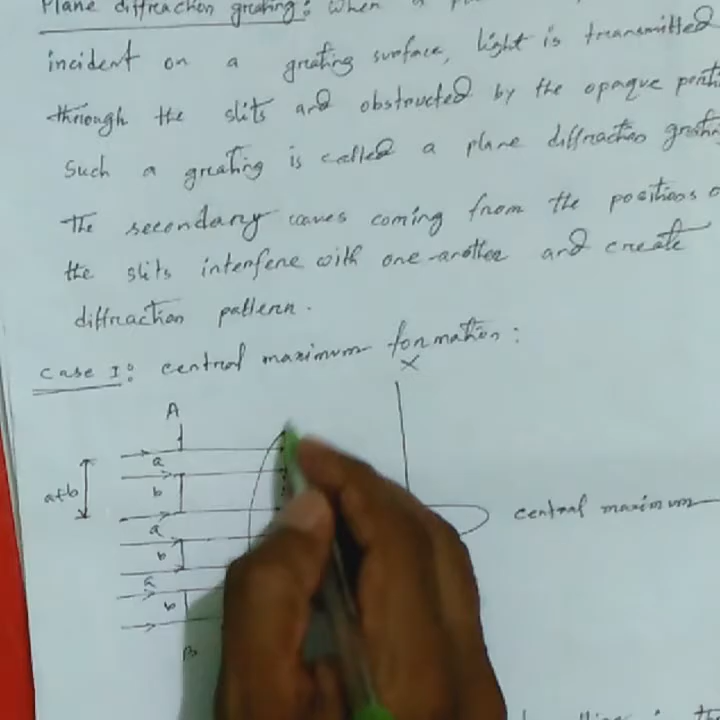 Plane diffraction grating: When a
incident on a grating surface, light is transmitted
through the slits and obstructed by the opaque
Such a grating is called a plane diffraction
The secondary waves coming from the positions
the slits interfere with one-another and create
diffraction pattern.
Case I: central maximum formation:
X
A
a
a+b
b
central maximum
a
b
a
b
B